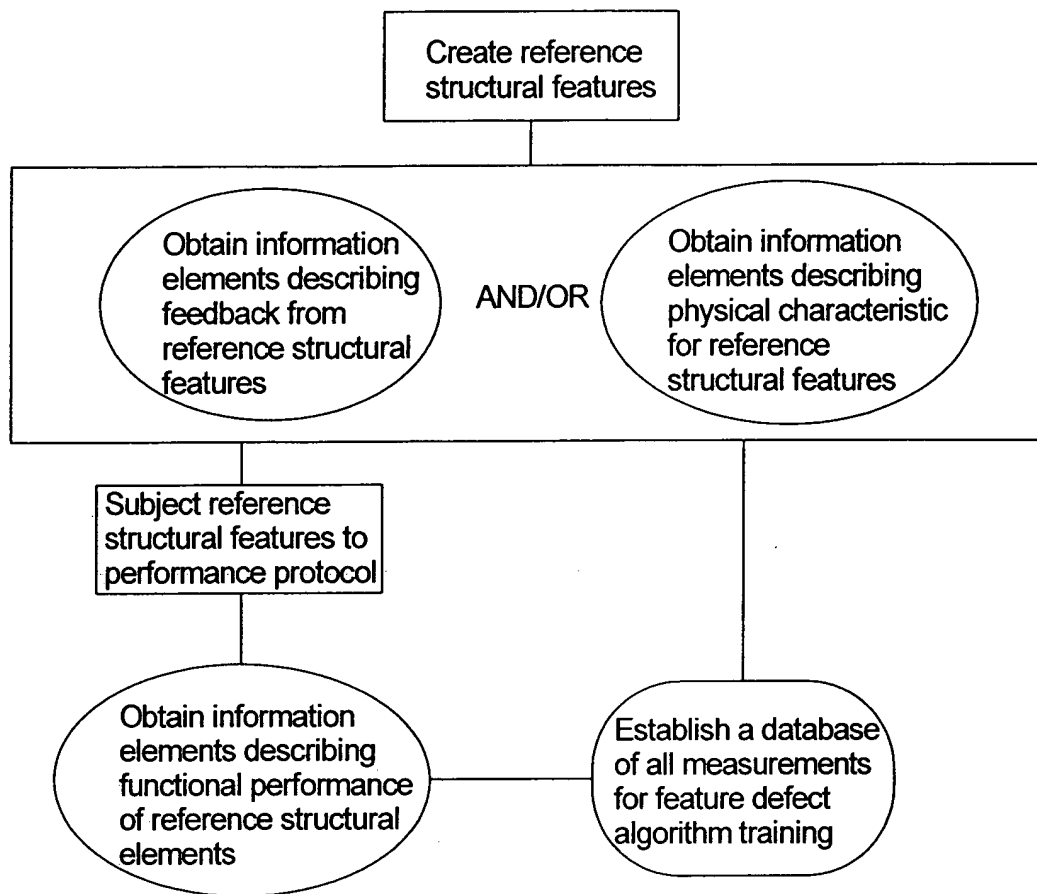 Create reference
structural features
Obtain information
elements describing
feedback from
reference structural
features
AND/OR
Obtain information
elements describing
physical characteristic
for reference
structural features
Subject reference
structural features to
performance protocol
Obtain information
elements describing
functional performance
of reference structural
elements
Establish a database
of all measurements
for feature defect
algorithm training